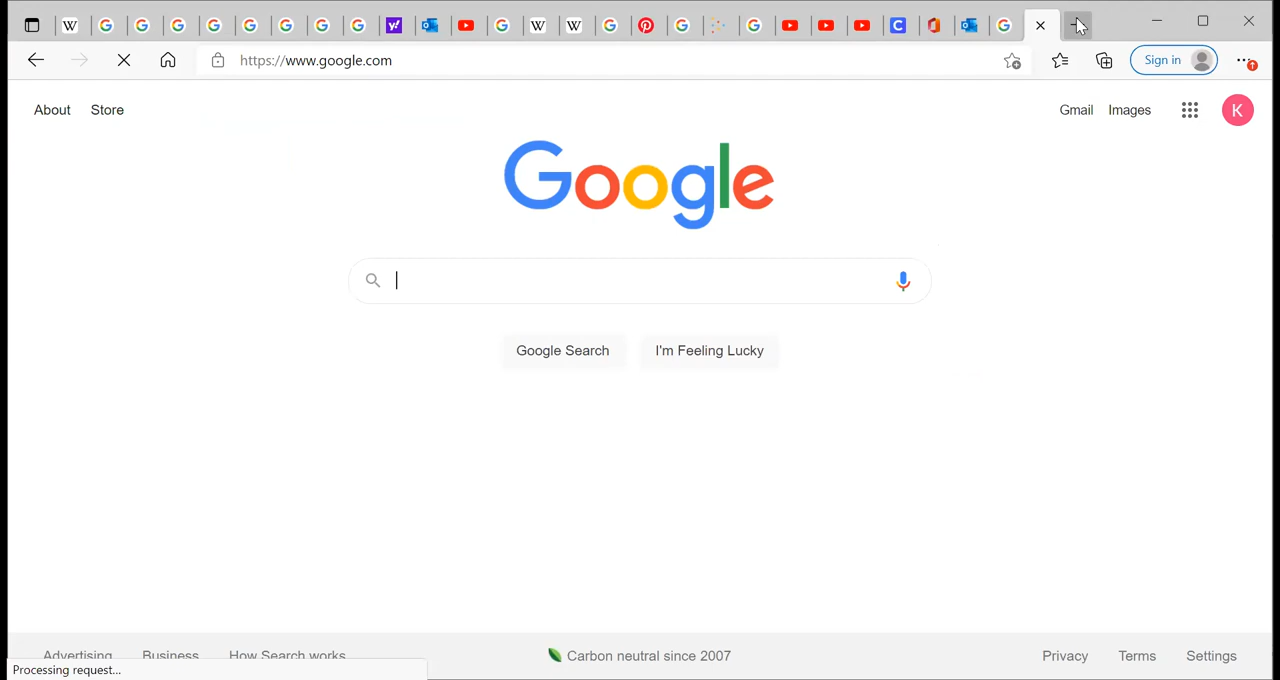 https://www.google.com
Sign in
About Store
Gmail Images
K
Google
Google Search I'm Feeling Lucky
Advertising Business How Search works
Carbon neutral since 2007
Privacy Terms Settings
Processing request...